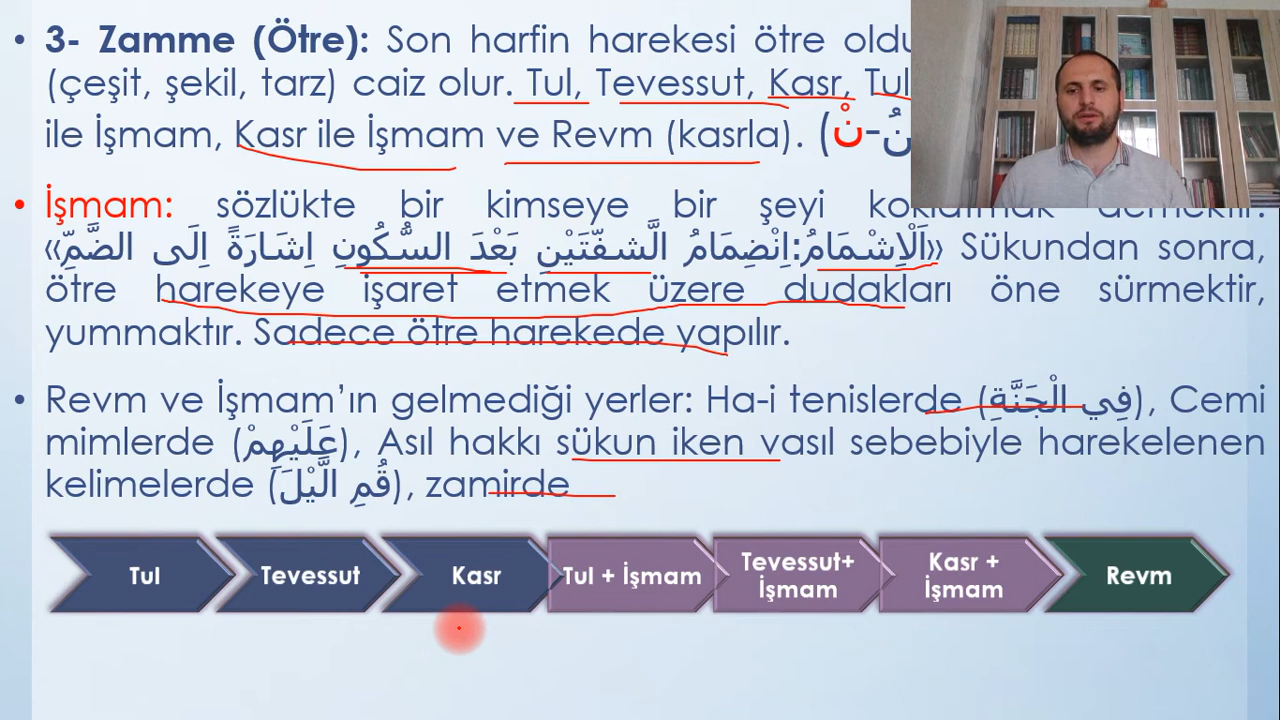 • 3- Zamme (Ötre): Son harfin harekesi ötre
(çeşit, şekil, tarz) caiz olur. Tul, Tevessut, Kasr, Tul
ile İşmam, Kasr ile İşmam ve Revm (kasrla). (نْ-نُ
• İşmam: sözlükte bir kimseye bir şeyi koklatmak demektir.
«اَلْاِشْمَامُ:اِنْضِمَامُ الَّشفّتَيْنِ بَعْدَ السُّكُونِ اِشَارَةً اِلَى الضَّمِّ» Sükundan sonra,
ötre harekeye işaret etmek üzere dudakları öne sürmektir,
yummaktır. Sadece ötre harekede yapılır.
• Revm ve İşmam’ın gelmediği yerler: Ha-i tenislerde (فِي الْجَنَّةِ), Cemi
mimlerde (عَلَيْهِمْ), Asıl hakkı sükun iken vasıl sebebiyle harekelenen
kelimelerde (قُمِ الَّيْلَ), zamirde
Tul
Tevessut
Kasr
Tul + İşmam
Tevessut+
İşmam
Kasr +
İşmam
Revm